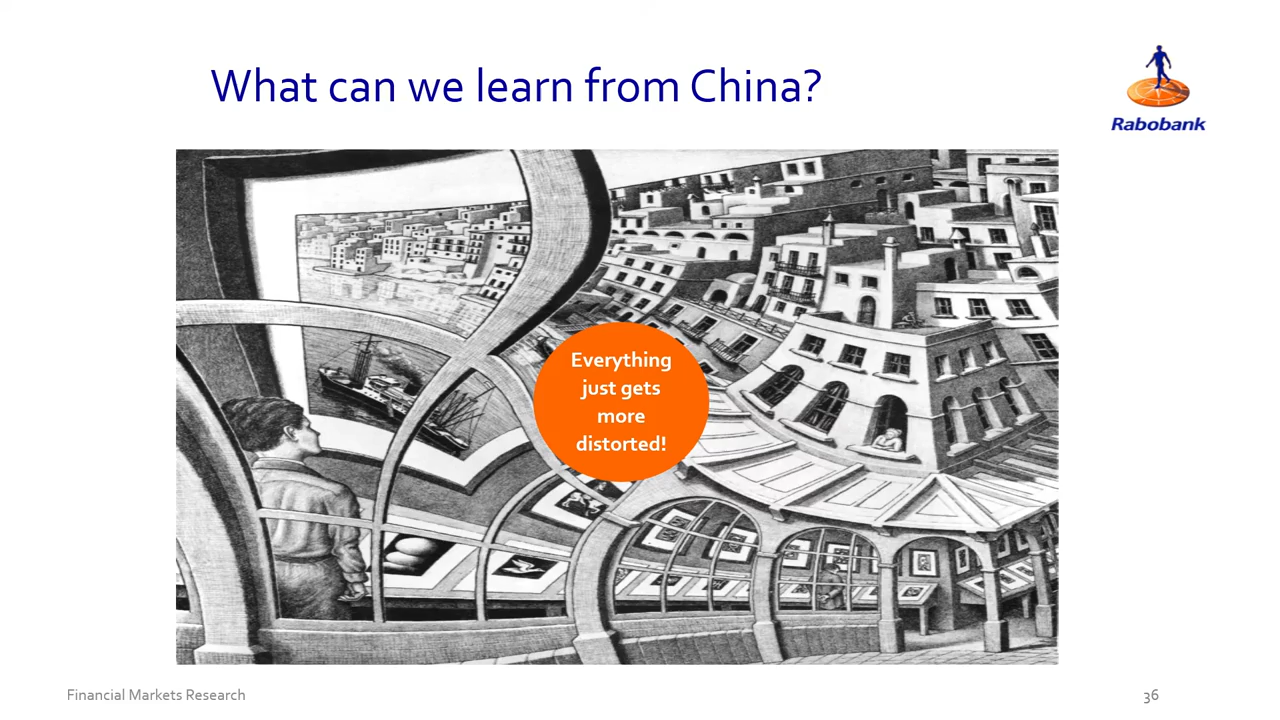 What can we learn from China?
Rabobank
Everything
just gets
more
distorted!
Financial Markets Research
36